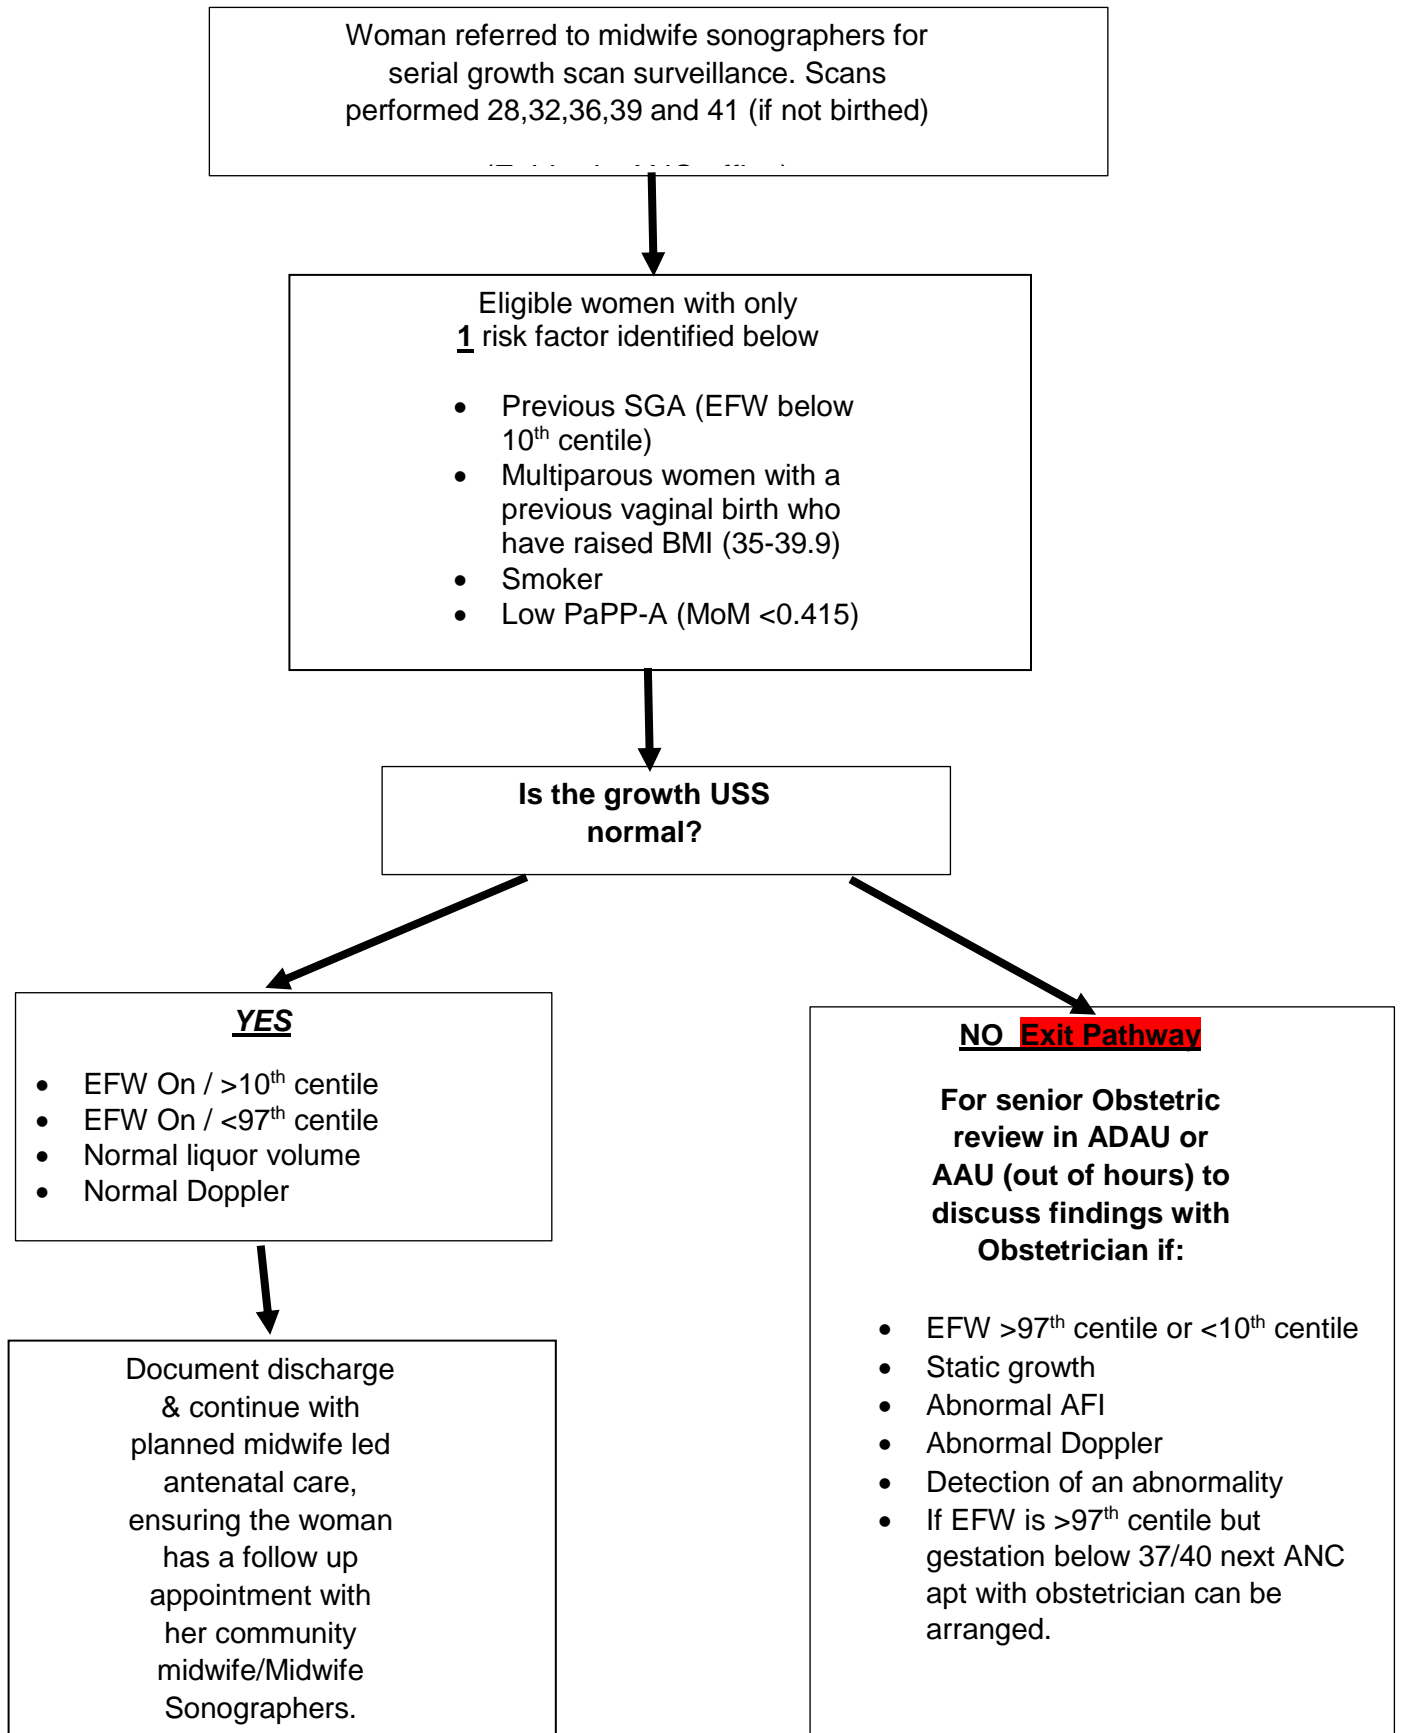 Woman referred to midwife sonographers for
serial growth scan surveillance. Scans
performed 28,32,36,39 and 41 (if not birthed)
Eligible women with only
1 risk factor identified below
• Previous SGA (EFW below
10th centile)
• Multiparous women with a
previous vaginal birth who
have raised BMI (35-39.9)
• Smoker
• Low PaPP-A (MoM <0.415)
Is the growth USS
normal?
YES
• EFW On / >10th centile
• EFW On / <97th centile
• Normal liquor volume
• Normal Doppler
Document discharge
& continue with
planned midwife led
antenatal care,
ensuring the woman
has a follow up
appointment with
her community
midwife/Midwife
Sonographers.
NO Exit Pathway
For senior Obstetric
review in ADAU or
AAU (out of hours) to
discuss findings with
Obstetrician if:
• EFW >97th centile or <10th centile
• Static growth
• Abnormal AFI
• Abnormal Doppler
• Detection of an abnormality
• If EFW is >97th centile but
gestation below 37/40 next ANC
apt with obstetrician can be
arranged.